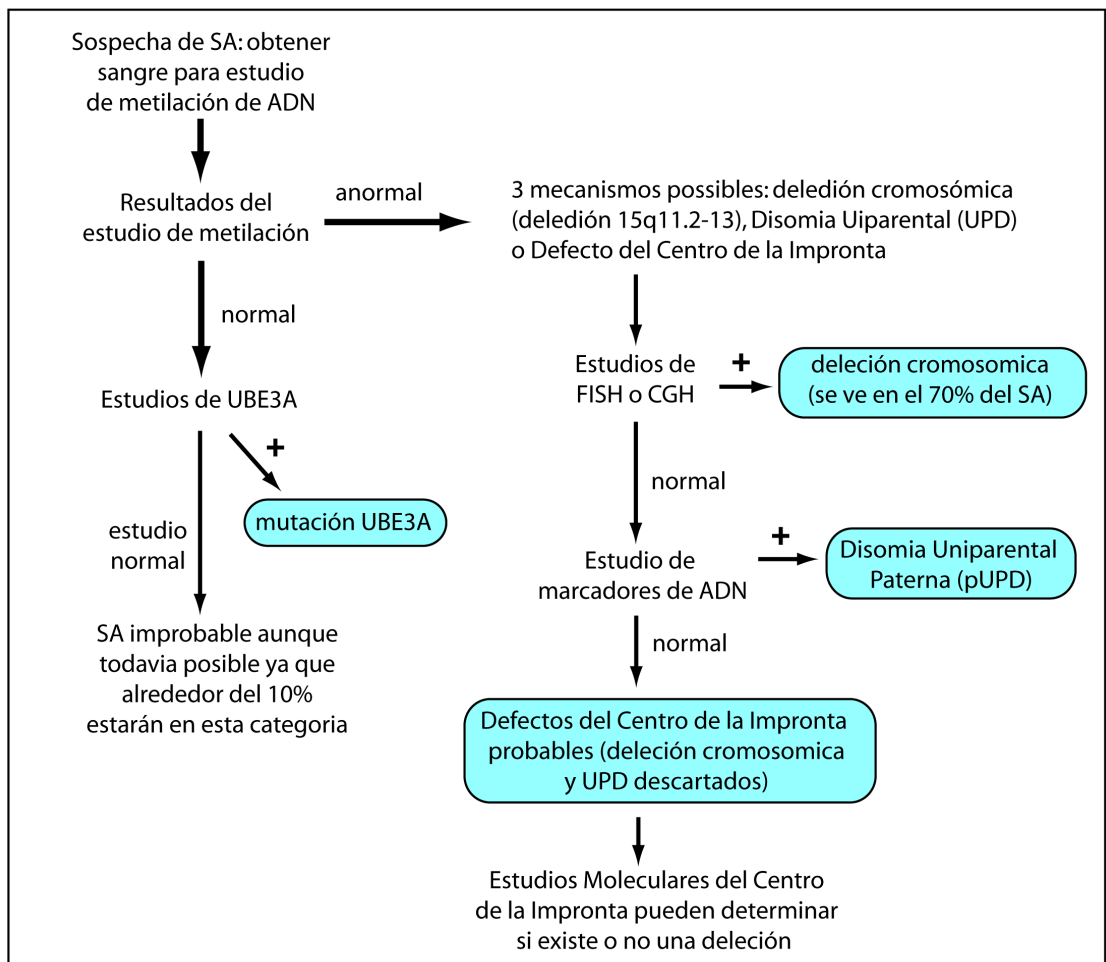 Sospecha de SA: obtener
sangre para estudio
de metilación de ADN
Resultados del
estudio de metilación
anormal
3 mecanismos possibles: deledión cromosómica
(deledión 15q11.2-13), Disomia Uiparental (UPD)
o Defecto del Centro de la Impronta
normal
Estudios de UBE3A
+
mutación UBE3A
estudio
normal
SA improbable aunque
todavia posible ya que
alrededor del 10%
estarán en esta categoria
Estudios de
FISH o CGH
+
deleción cromosomica
(se ve en el 70% del SA)
normal
Estudio de
marcadores de ADN
+
Disomia Uniparental
Paterna (pUPD)
normal
Defectos del Centro de la Impronta
probables (deleción cromosomica
y UPD descartados)
Estudios Moleculares del Centro
de la Impronta pueden determinar
si existe o no una deleción